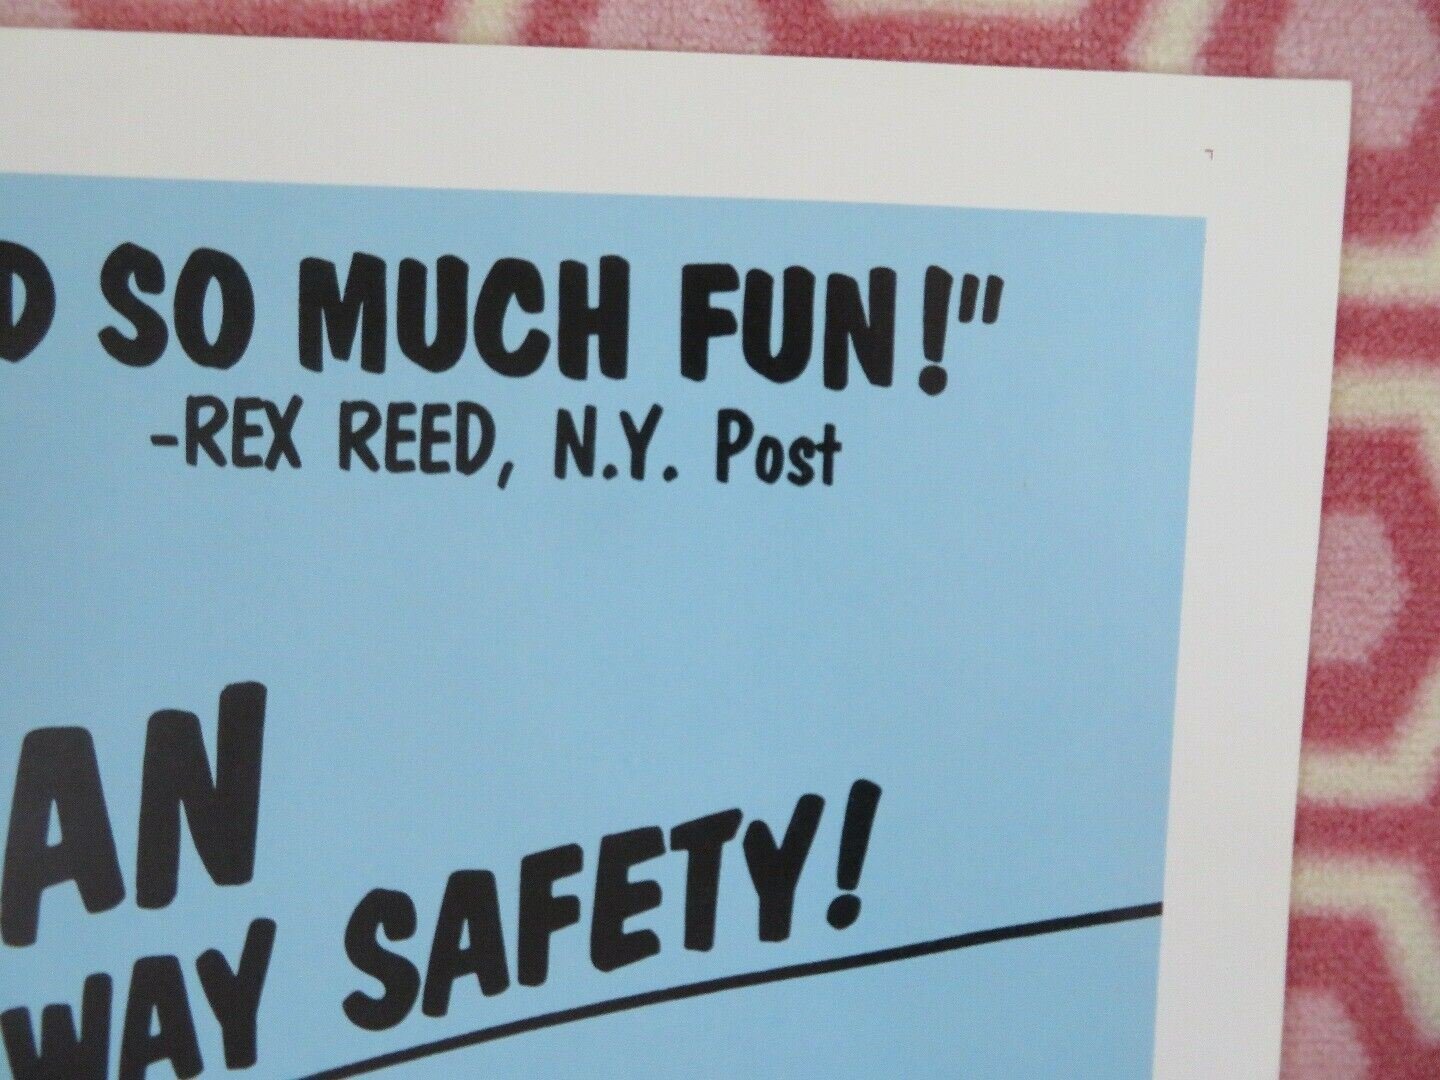 D SO MUCH FUN!"
-REX REED, N.Y. Post
AN
WAY SAFETY!